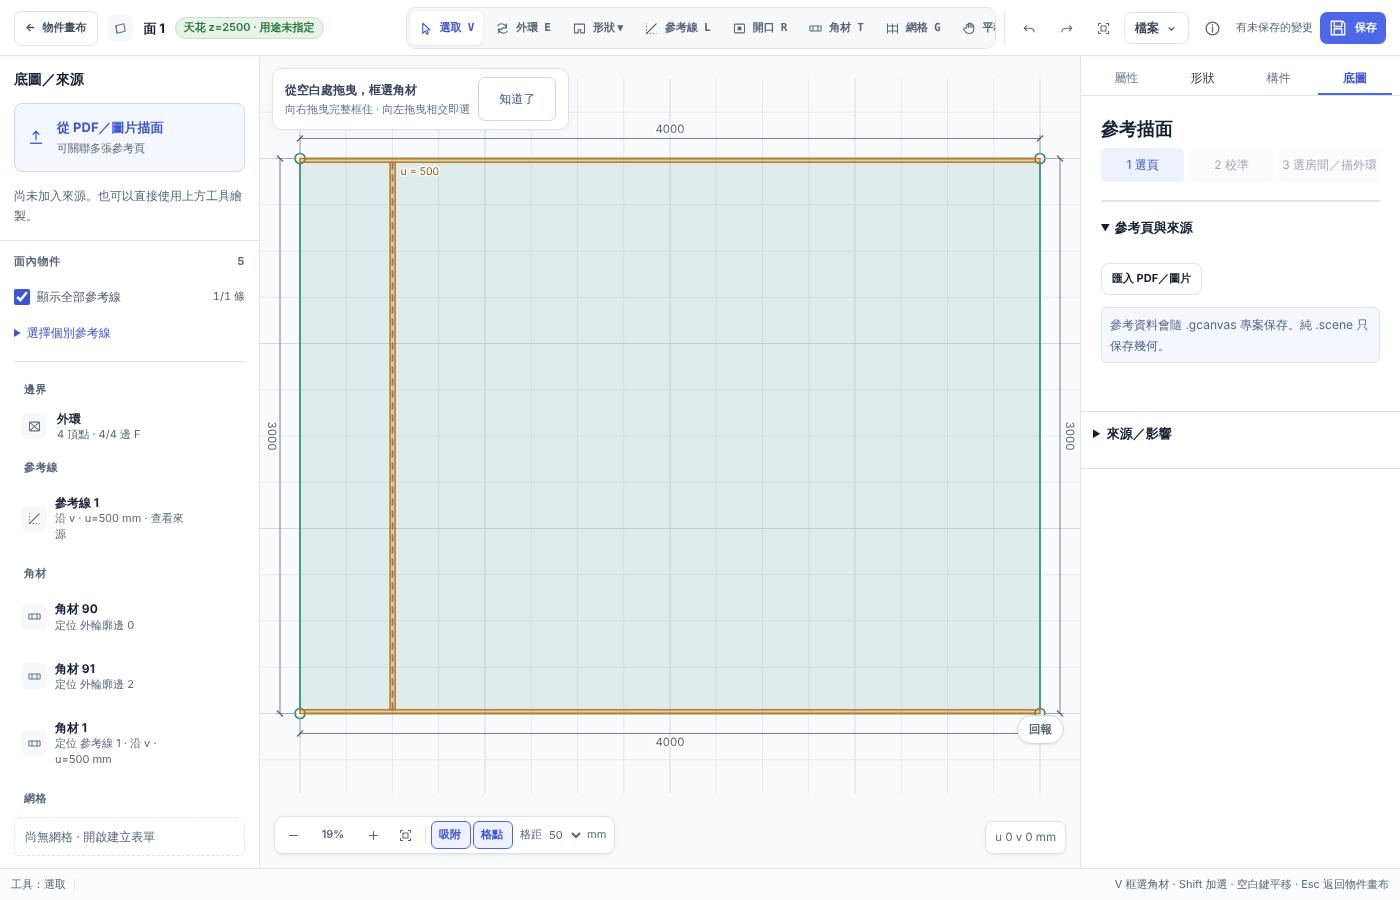 物件畫布
面 1
天花 z=2500 · 用途未指定
選取 V
外環 E
形狀 ▾
參考線 L
開口 R
角材 T
網格 G
檔案
有未保存的變更
保存
底圖／來源
從 PDF／圖片描面
可關聯多張參考頁
尚未加入來源。也可以直接使用上方工具繪
製。
面內物件
5
顯示全部參考線
1/1 條
選擇個別參考線
邊界
外環
4 頂點 · 4/4 邊 F
參考線
參考線 1
沿 v · u=500 mm · 查看來
源
角材
角材 90
定位 外輪廓邊 0
角材 91
定位 外輪廓邊 2
角材 1
定位 參考線 1 · 沿 v ·
u=500 mm
網格
尚無網格 · 開啟建立表單
從空白處拖曳，框選角材
向右拖曳完整框住 · 向左拖曳相交即選
知道了
4000
u = 500
3000
3000
4000
回報
19%
吸附
格點
格距
50
mm
u 0 v 0 mm
屬性
形狀
構件
底圖
參考描面
1 選頁
2 校準
3 選房間／描外環
參考頁與來源
匯入 PDF／圖片
參考資料會隨 .gcanvas 專案保存。純 .scene 只
保存幾何。
來源／影響
工具：選取
V 框選角材 · Shift 加選 · 空白鍵平移 · Esc 返回物件畫布